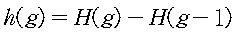 h(g) = H(g) − H(g − 1)